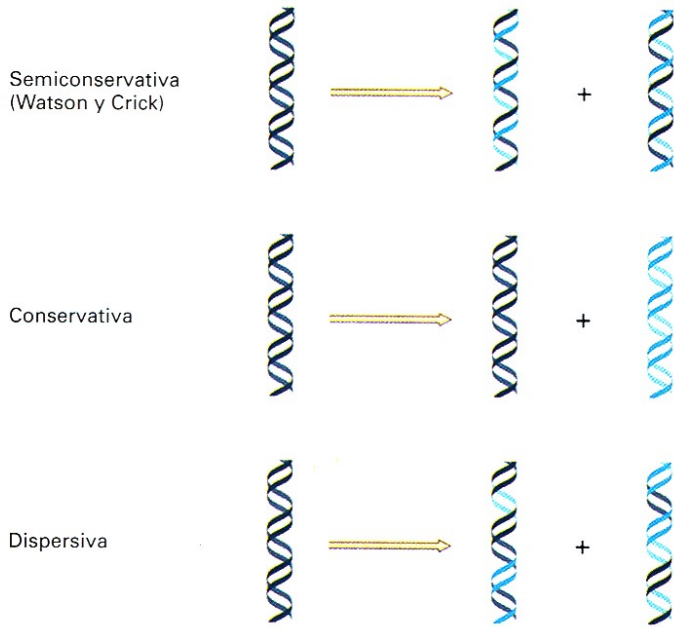 Semiconservativa
(Watson y Crick)
+
Conservativa
+
Dispersiva
+